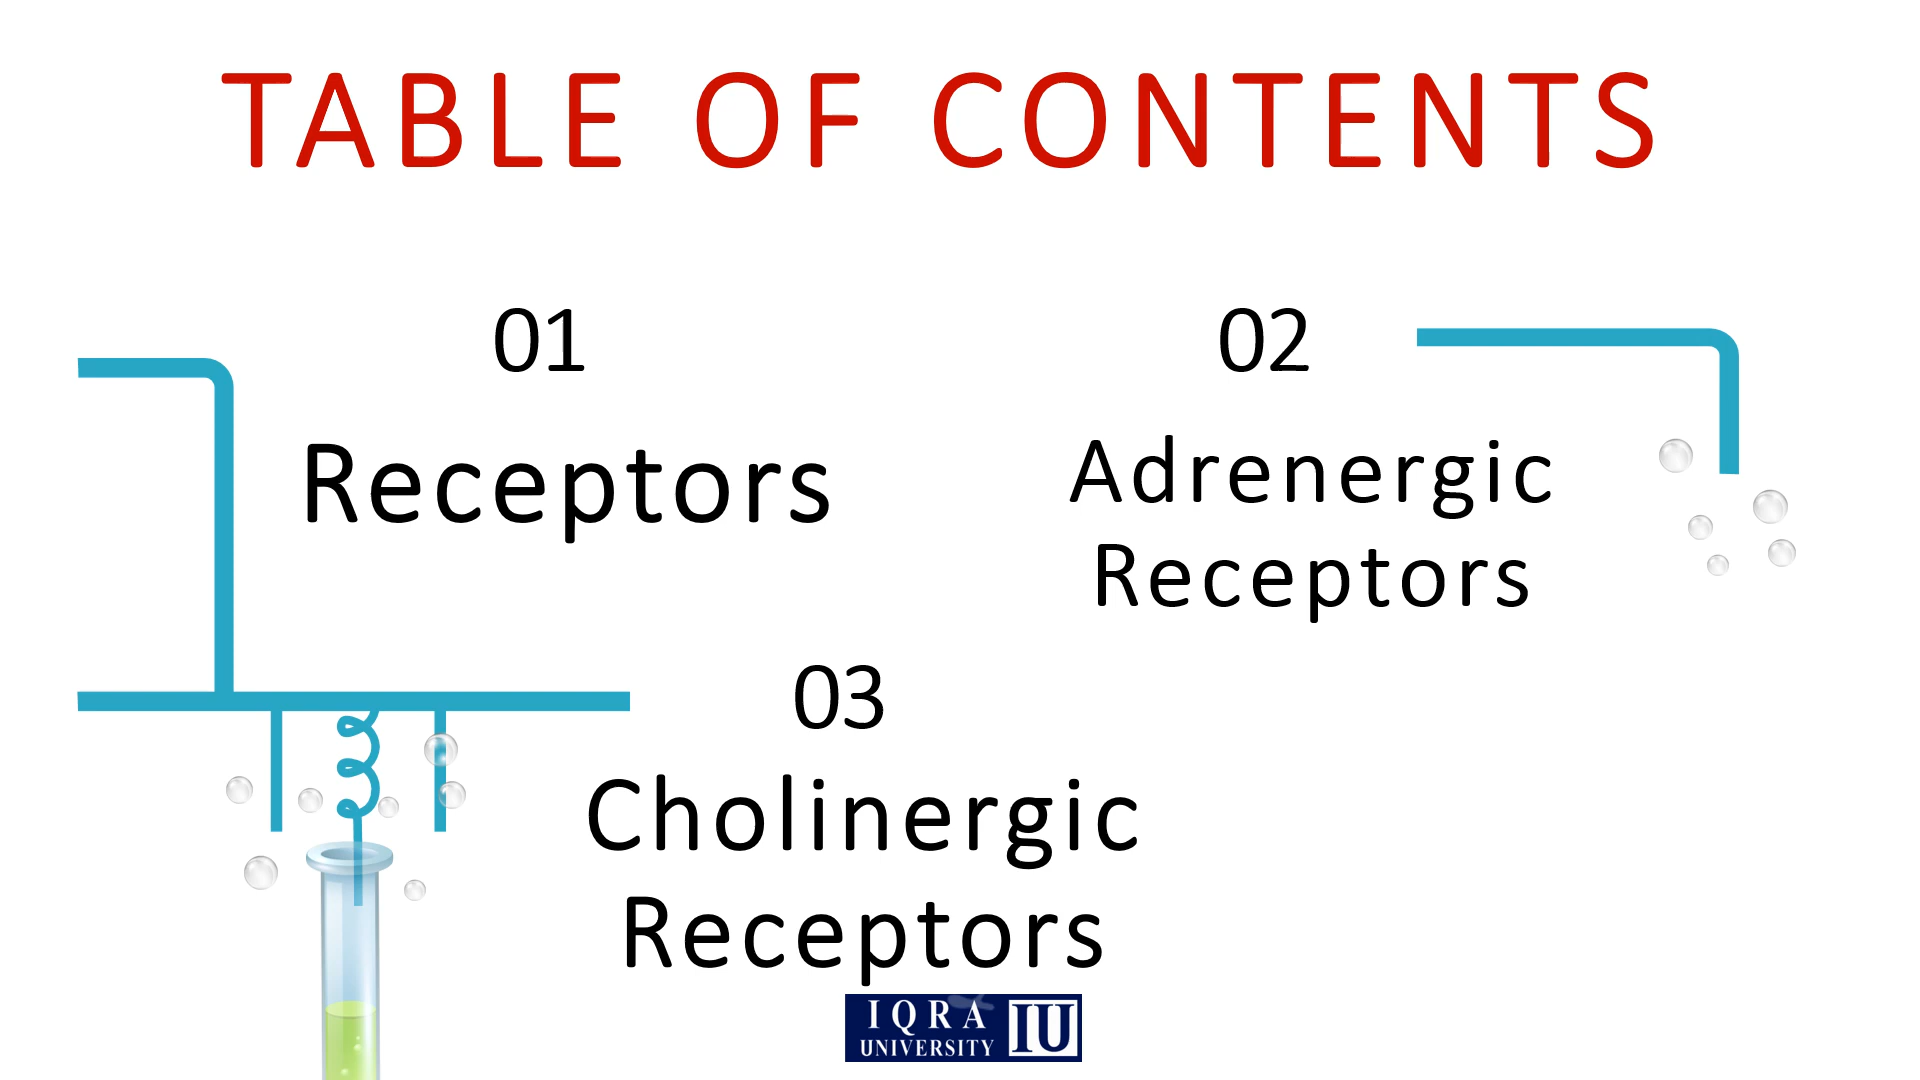 TABLE OF CONTENTS
01
Receptors
02
Adrenergic
Receptors
03
Cholinergic
Receptors
IQRA
UNIVERSITY
IU